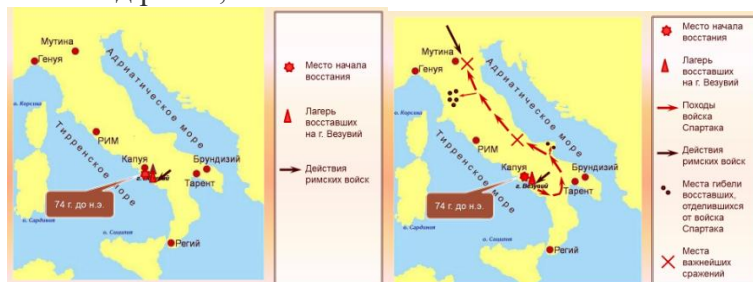 Мутина
Генуя
Адриатическое море
о. Корсика
РИМ
Тирренское море
Капуя
Брундизий
Тарент
74 г. до н.э.
о. Сардиния
о. Сицилия
Регий
Место начала
восстания
Лагерь
восставших
на г. Везувий
Действия
римских войск
Мутина
Генуя
Адриатическое море
о. Корсика
РИМ
Тирренское море
Капуя
г. Везувий
Брундизий
Тарент
74 г. до н.э.
о. Сардиния
о. Сицилия
Регий
Место начала
восстания
Лагерь
восставших
на г. Везувий
Походы
войска
Спартака
Действия
римских войск
Места гибели
восставших,
отделившихся
от войска
Спартака
Места
важнейших
сражений